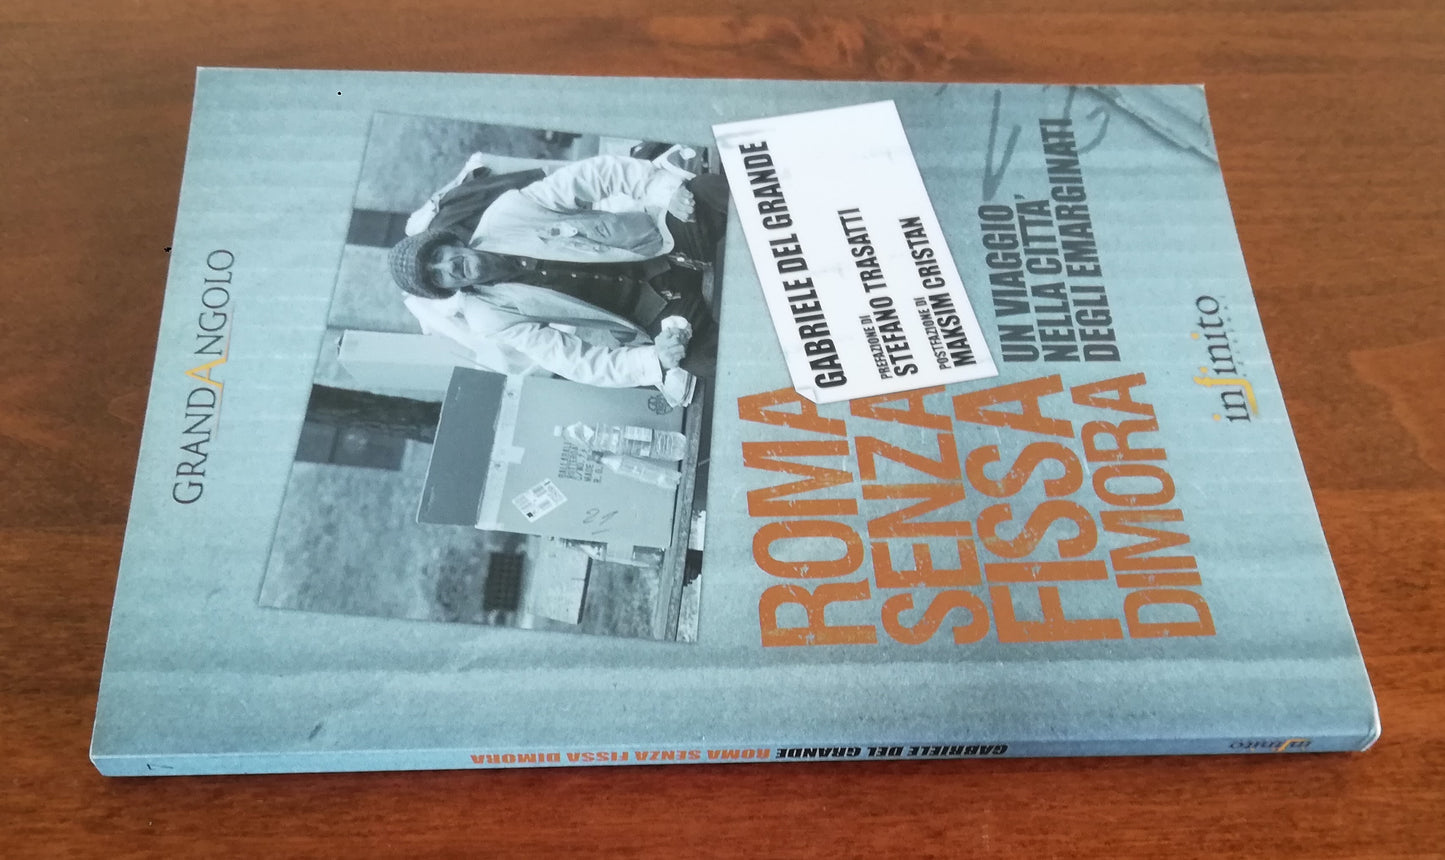 GRANDANGOLO
GABRIELE DEL GRANDE
PREFAZIONE DI
STEFANO TRASATTI
POSTFAZIONE DI
MAKSIM CRISTAN
ROMA
SENZA
FISSA
DIMORA
UN VIAGGIO
NELLA CITTA'
DEGLI EMARGINATI
infinito
21
GABRIELE DEL GRANDE ROMA SENZA FISSA DIMORA
infinito